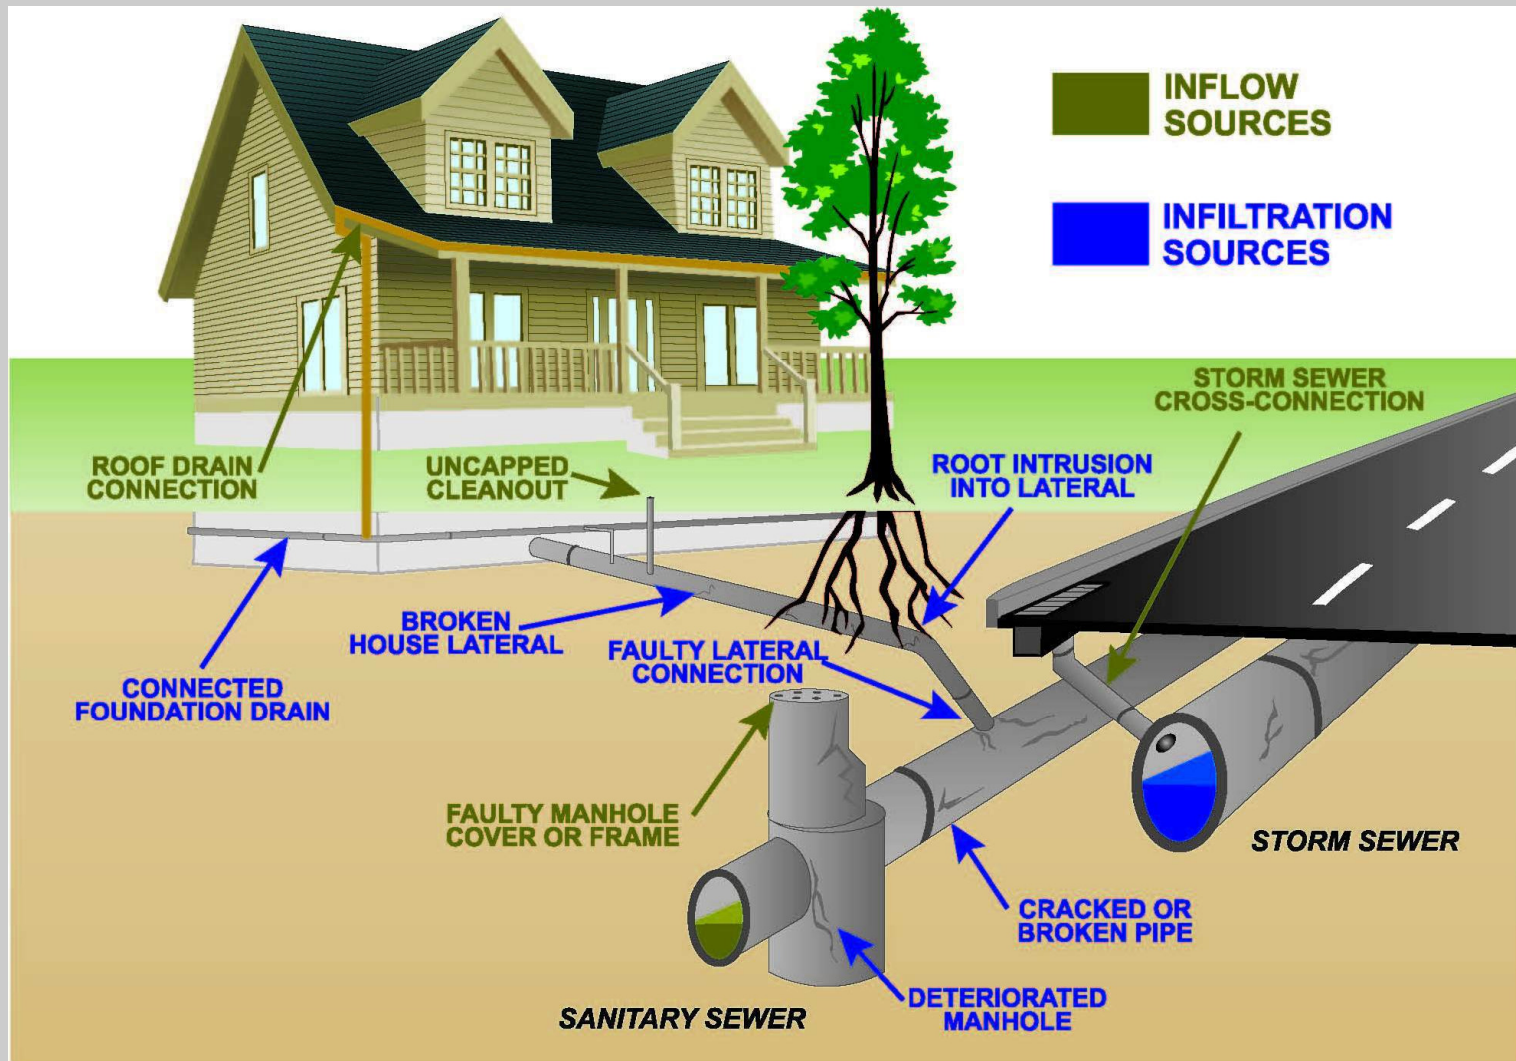 INFLOW
SOURCES
INFILTRATION
SOURCES
STORM SEWER
CROSS-CONNECTION
ROOF DRAIN
CONNECTION
UNCAPPED
CLEANOUT
ROOT INTRUSION
INTO LATERAL
BROKEN
HOUSE LATERAL
FAULTY LATERAL
CONNECTION
CONNECTED
FOUNDATION DRAIN
FAULTY MANHOLE
COVER OR FRAME
STORM SEWER
CRACKED OR
BROKEN PIPE
DETERIORATED
MANHOLE
SANITARY SEWER